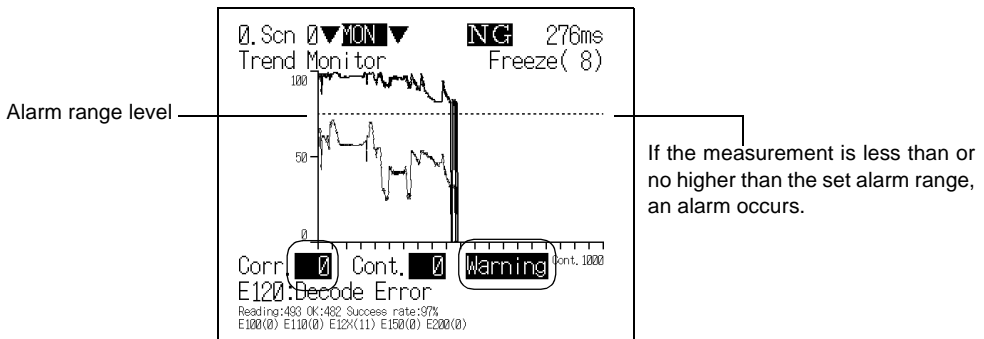 0.Scn 0▼MON ▼ NG 276ms
Trend Monitor Freeze( 8)
100
Alarm range level
50
If the measurement is less than or
no higher than the set alarm range,
an alarm occurs.
0
Corr. 0 Cont. 0 Warning Cont.1000
E120:Decode Error
Reading:493 OK:482 Success rate:97%
E100(0) E110(0) E12X(11) E150(0) E200(0)